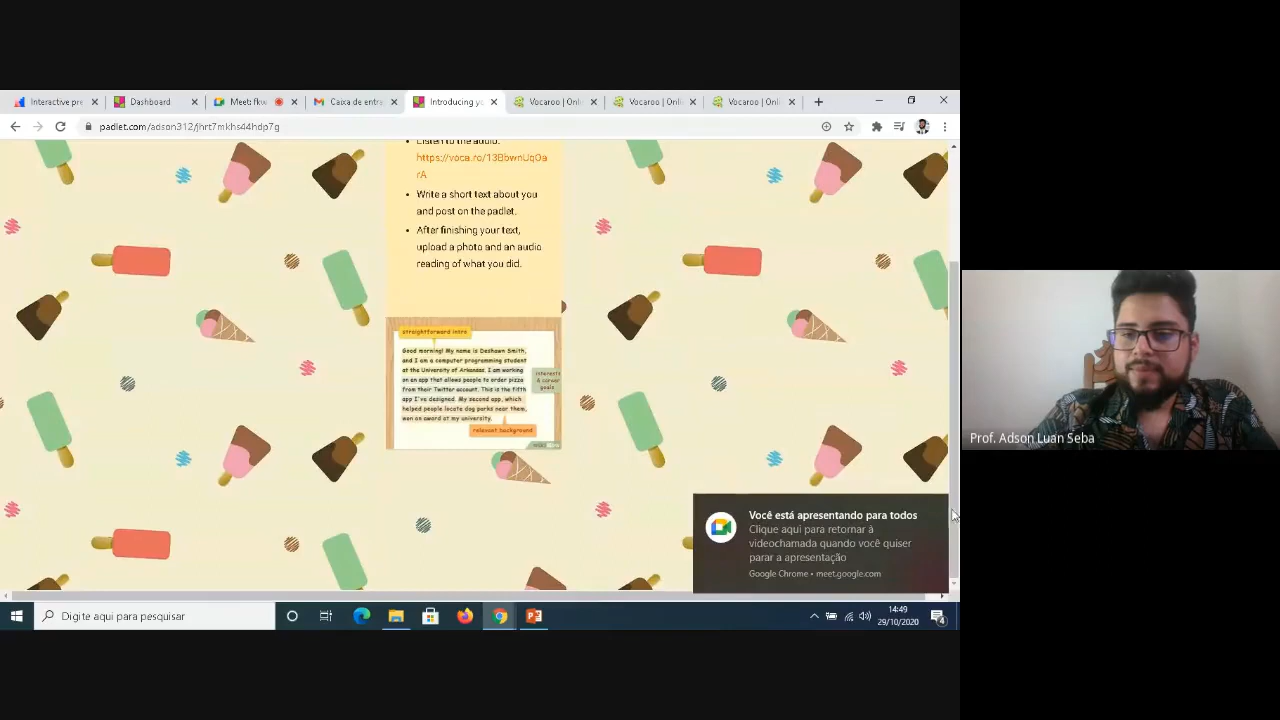 Interactive pre
Dashboard
Meet: fkw
Caixa de entra
Introducing yo
Vocaroo | Onli
Vocaroo | Onli
Vocaroo | Onli
padlet.com/adson312/jhrt7mkhs44hdp7g
Listen to the audio:
https://voca.ro/13BbwnUqOa
rA
Write a short text about you
and post on the padlet.
After finishing your text,
upload a photo and an audio
reading of what you did.
straightforward intro
Good morning! My name is Deshawn Smith,
and I am a computer programming student
at the University of Arkansas. I am working
on an app that allows people to order pizza
from their Twitter account. This is the fifth
app I've designed. My second app, which
helped people locate dog parks near them,
won an award at my university.
interests
& career
goals
relevant background
Prof. Adson Luan Seba
Você está apresentando para todos
Clique aqui para retornar à
videochamada quando você quiser
parar a apresentação
Google Chrome • meet.google.com
Digite aqui para pesquisar
14:49
29/10/2020
4